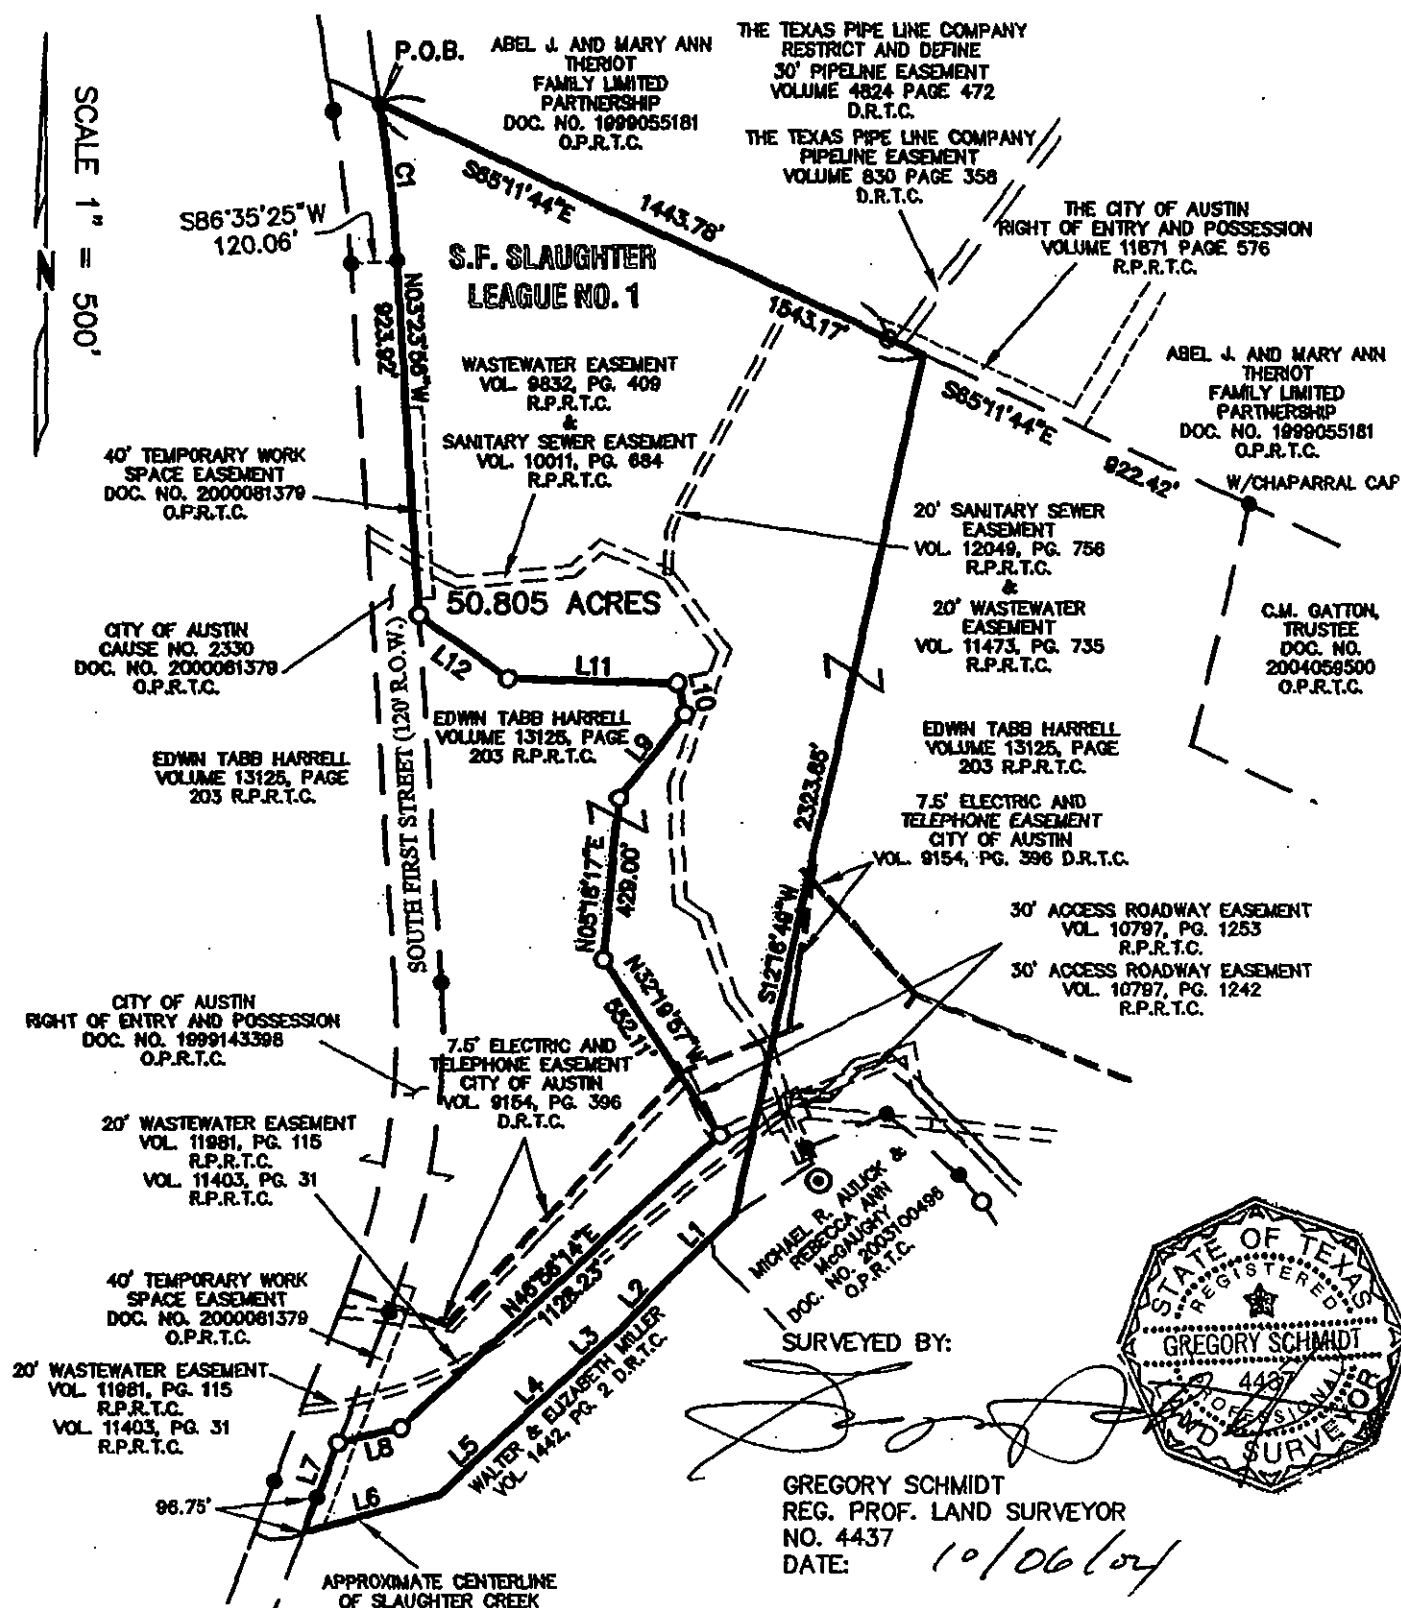 P.O.B.
ABEL J. AND MARY ANN
THERIOT
FAMILY LIMITED
PARTNERSHIP
DOC. NO. 1999055181
O.P.R.T.C.
THE TEXAS PIPE LINE COMPANY
RESTRICT AND DEFINE
30' PIPELINE EASEMENT
VOLUME 4824 PAGE 472
D.R.T.C.
THE TEXAS PIPE LINE COMPANY
PIPELINE EASEMENT
VOLUME 830 PAGE 358
D.R.T.C.
THE CITY OF AUSTIN
RIGHT OF ENTRY AND POSSESSION
VOLUME 11871 PAGE 576
R.P.R.T.C.
SCALE 1" = 500'
N
C1
S65°11'44"E
1443.78'
S86°35'25"W
120.06'
S.F. SLAUGHTER
LEAGUE NO. 1
1543.17'
N03°23'56"W
923.92'
WASTEWATER EASEMENT
VOL. 9832, PG. 409
R.P.R.T.C.
&
SANITARY SEWER EASEMENT
VOL. 10011, PG. 684
R.P.R.T.C.
ABEL J. AND MARY ANN
THERIOT
FAMILY LIMITED
PARTNERSHIP
DOC. NO. 1999055181
O.P.R.T.C.
S65°11'44"E
922.42'
W/CHAPARRAL CAP
40' TEMPORARY WORK
SPACE EASEMENT
DOC. NO. 2000081379
O.P.R.T.C.
20' SANITARY SEWER
EASEMENT
VOL. 12049, PG. 756
R.P.R.T.C.
&
20' WASTEWATER
EASEMENT
VOL. 11473, PG. 735
R.P.R.T.C.
50.805 ACRES
CITY OF AUSTIN
CAUSE NO. 2330
DOC. NO. 2000081379
O.P.R.T.C.
C.M. GATTON,
TRUSTEE
DOC. NO.
2004059500
O.P.R.T.C.
L12
L11
L10
L9
EDWIN TABB HARRELL
VOLUME 13125, PAGE
203 R.P.R.T.C.
EDWIN TABB HARRELL
VOLUME 13125, PAGE
203 R.P.R.T.C.
EDWIN TABB HARRELL
VOLUME 13125, PAGE
203 R.P.R.T.C.
SOUTH FIRST STREET (120' R.O.W.)
2323.85'
S12°16'49"W
7.5' ELECTRIC AND
TELEPHONE EASEMENT
CITY OF AUSTIN
VOL. 9154, PG. 396 D.R.T.C.
N05°16'17"E
429.00'
30' ACCESS ROADWAY EASEMENT
VOL. 10797, PG. 1253
R.P.R.T.C.
30' ACCESS ROADWAY EASEMENT
VOL. 10797, PG. 1242
R.P.R.T.C.
N32°19'57"W
552.11'
CITY OF AUSTIN
RIGHT OF ENTRY AND POSSESSION
DOC. NO. 1999143398
O.P.R.T.C.
7.5' ELECTRIC AND
TELEPHONE EASEMENT
CITY OF AUSTIN
VOL. 9154, PG. 396
D.R.T.C.
20' WASTEWATER EASEMENT
VOL. 11981, PG. 115
R.P.R.T.C.
VOL. 11403, PG. 31
R.P.R.T.C.
MICHAEL R. AULICK &
REBECCA ANN
McGAUGHY
DOC. NO. 2003100496
O.P.R.T.C.
N46°56'14"E
1128.23'
L1
L2
L3
L4
L5
L6
L7
L8
40' TEMPORARY WORK
SPACE EASEMENT
DOC. NO. 2000081379
O.P.R.T.C.
20' WASTEWATER EASEMENT
VOL. 11981, PG. 115
R.P.R.T.C.
VOL. 11403, PG. 31
R.P.R.T.C.
WALTER & ELIZABETH MILLER
VOL. 1442, PG. 2 D.R.T.C.
96.75'
APPROXIMATE CENTERLINE
OF SLAUGHTER CREEK
SURVEYED BY:
STATE OF TEXAS
REGISTERED
GREGORY SCHMIDT
4437
PROFESSIONAL
LAND SURVEYOR
GREGORY SCHMIDT
REG. PROF. LAND SURVEYOR
NO. 4437
DATE: 10/06/04